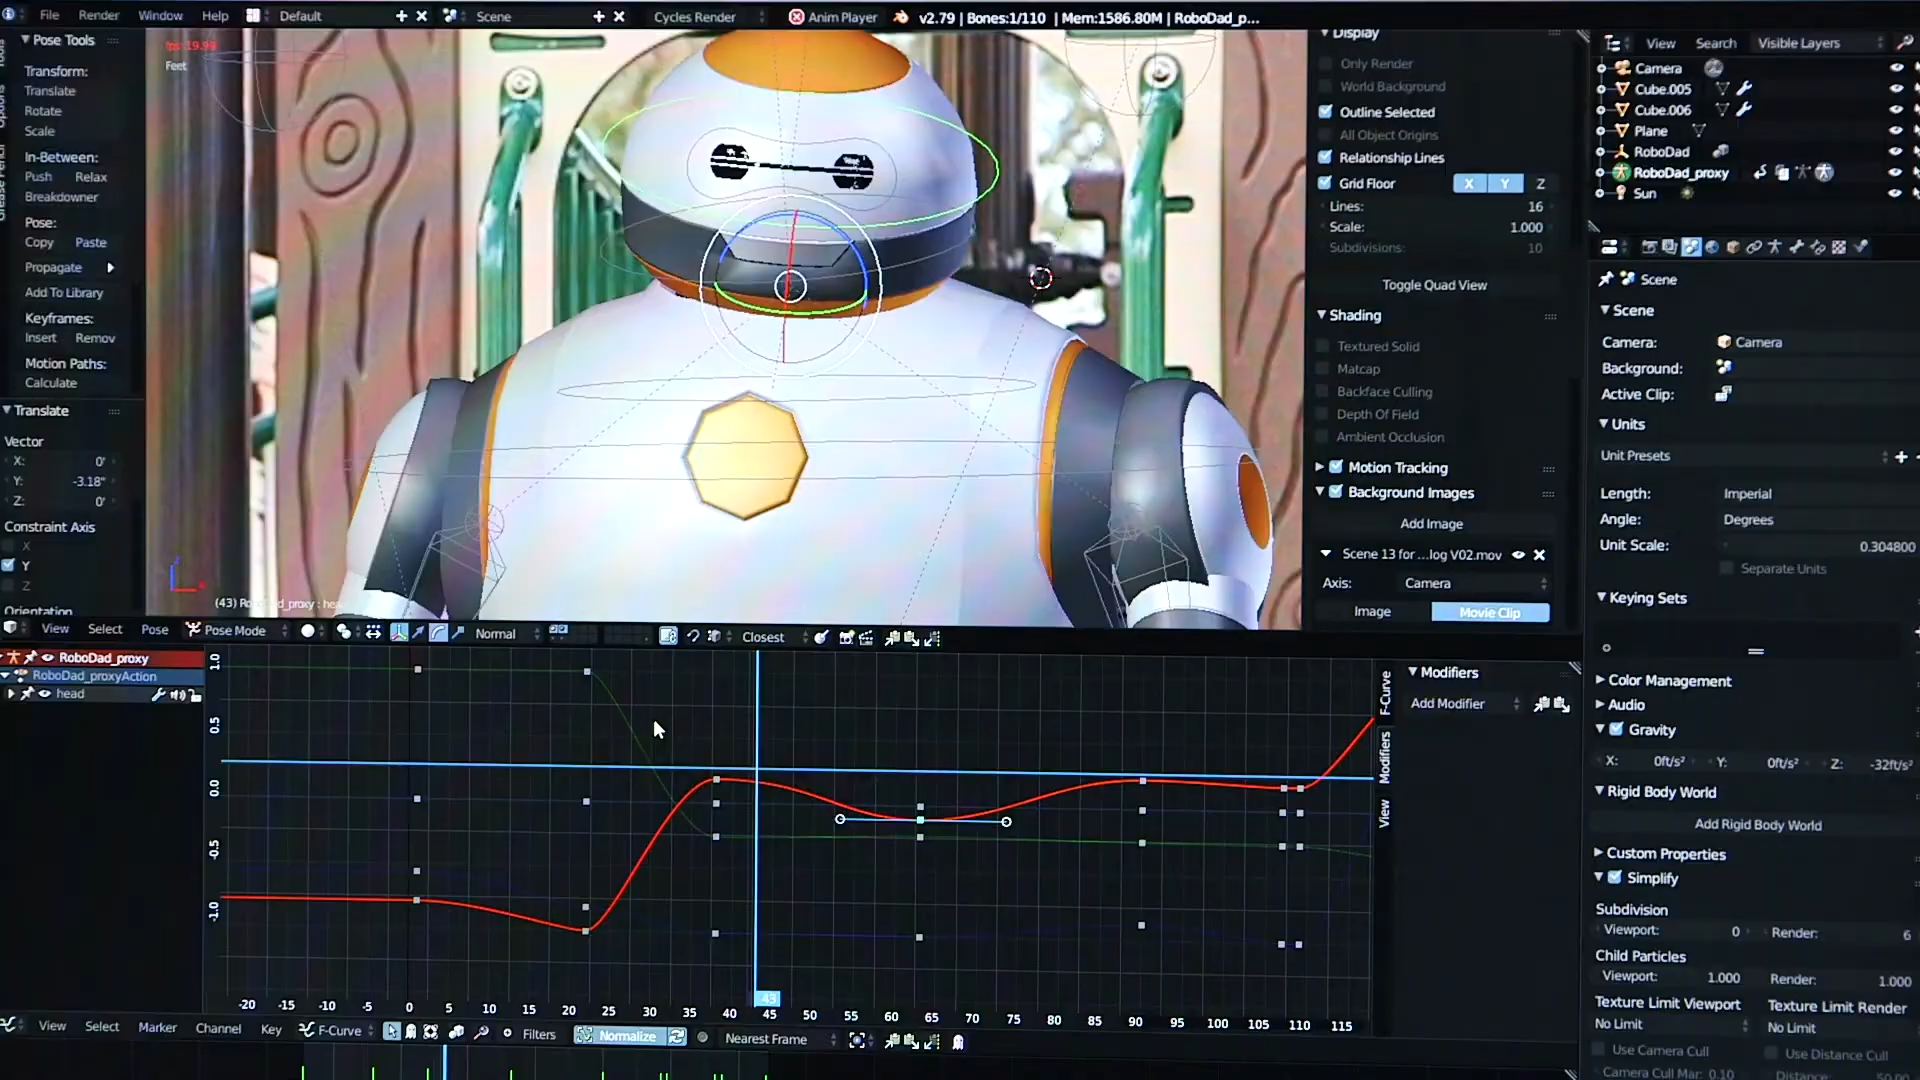 File Render Window Help Default Scene Cycles Render Anim Player v2.79 | Bones:1/110 | Mem:1586.80M | RoboDad_p...
Pose Tools
Transform:
Translate
Rotate
Scale
In-Between:
Push Relax
Breakdowner
Pose:
Copy Paste
Propagate
Add To Library
Keyframes:
Insert Remov
Motion Paths:
Calculate
Translate
Vector
X: 0'
Y: -3.18"
Z: 0'
Constraint Axis
X
Y
Z
Orientation
fps: 19.99
Feet
View Select Pose Pose Mode Normal Closest
Display
Only Render
World Background
Outline Selected
All Object Origins
Relationship Lines
Grid Floor X Y Z
Lines: 16
Scale: 1.000
Subdivisions: 10
Toggle Quad View
Shading
Textured Solid
Matcap
Backface Culling
Depth Of Field
Ambient Occlusion
Motion Tracking
Background Images
Add Image
Scene 13 for ...log V02.mov
Axis: Camera
Image Movie Clip
View Search Visible Layers
Camera
Cube.005
Cube.006
Plane
RoboDad
RoboDad_proxy
Sun
Scene
Scene
Camera: Camera
Background:
Active Clip:
Units
Unit Presets
Length: Imperial
Angle: Degrees
Unit Scale: 0.304800
Separate Units
Keying Sets
Color Management
Audio
Gravity
X: 0ft/s² Y: 0ft/s² Z: -32ft/s²
Rigid Body World
Add Rigid Body World
Custom Properties
Simplify
Subdivision
Viewport: 0 Render: 6
Child Particles
Viewport: 1.000 Render: 1.000
Texture Limit Viewport Texture Limit Render
No Limit No Limit
Use Camera Cull Use Distance Cull
Camera Cull Mar: 0.10
RoboDad_proxy
RoboDad_proxyAction
head
1.0
0.5
0.0
-0.5
-1.0
-20 -15 -10 -5 0 5 10 15 20 25 30 35 40 43 45 50 55 60 65 70 75 80 85 90 95 100 105 110 115
F-Curve
Modifiers
View
Modifiers
Add Modifier
View Select Marker Channel Key F-Curve Filters Normalize Nearest Frame